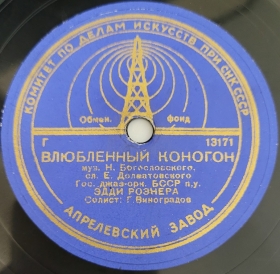 КОМИТЕТ ПО ДЕЛАМ ИСКУССТВ ПРИ СНК СССР
Обмен. фонд
Г 13171
ВЛЮБЛЕННЫЙ КОНОГОН
муз. Н. Богословского,
сл. Е. Долматовского
Гос. джаз-орк. БССР п.у.
ЭДДИ РОЗНЕРА
Солист: Г. Виноградов
АПРЕЛЕВСКИЙ ЗАВОД